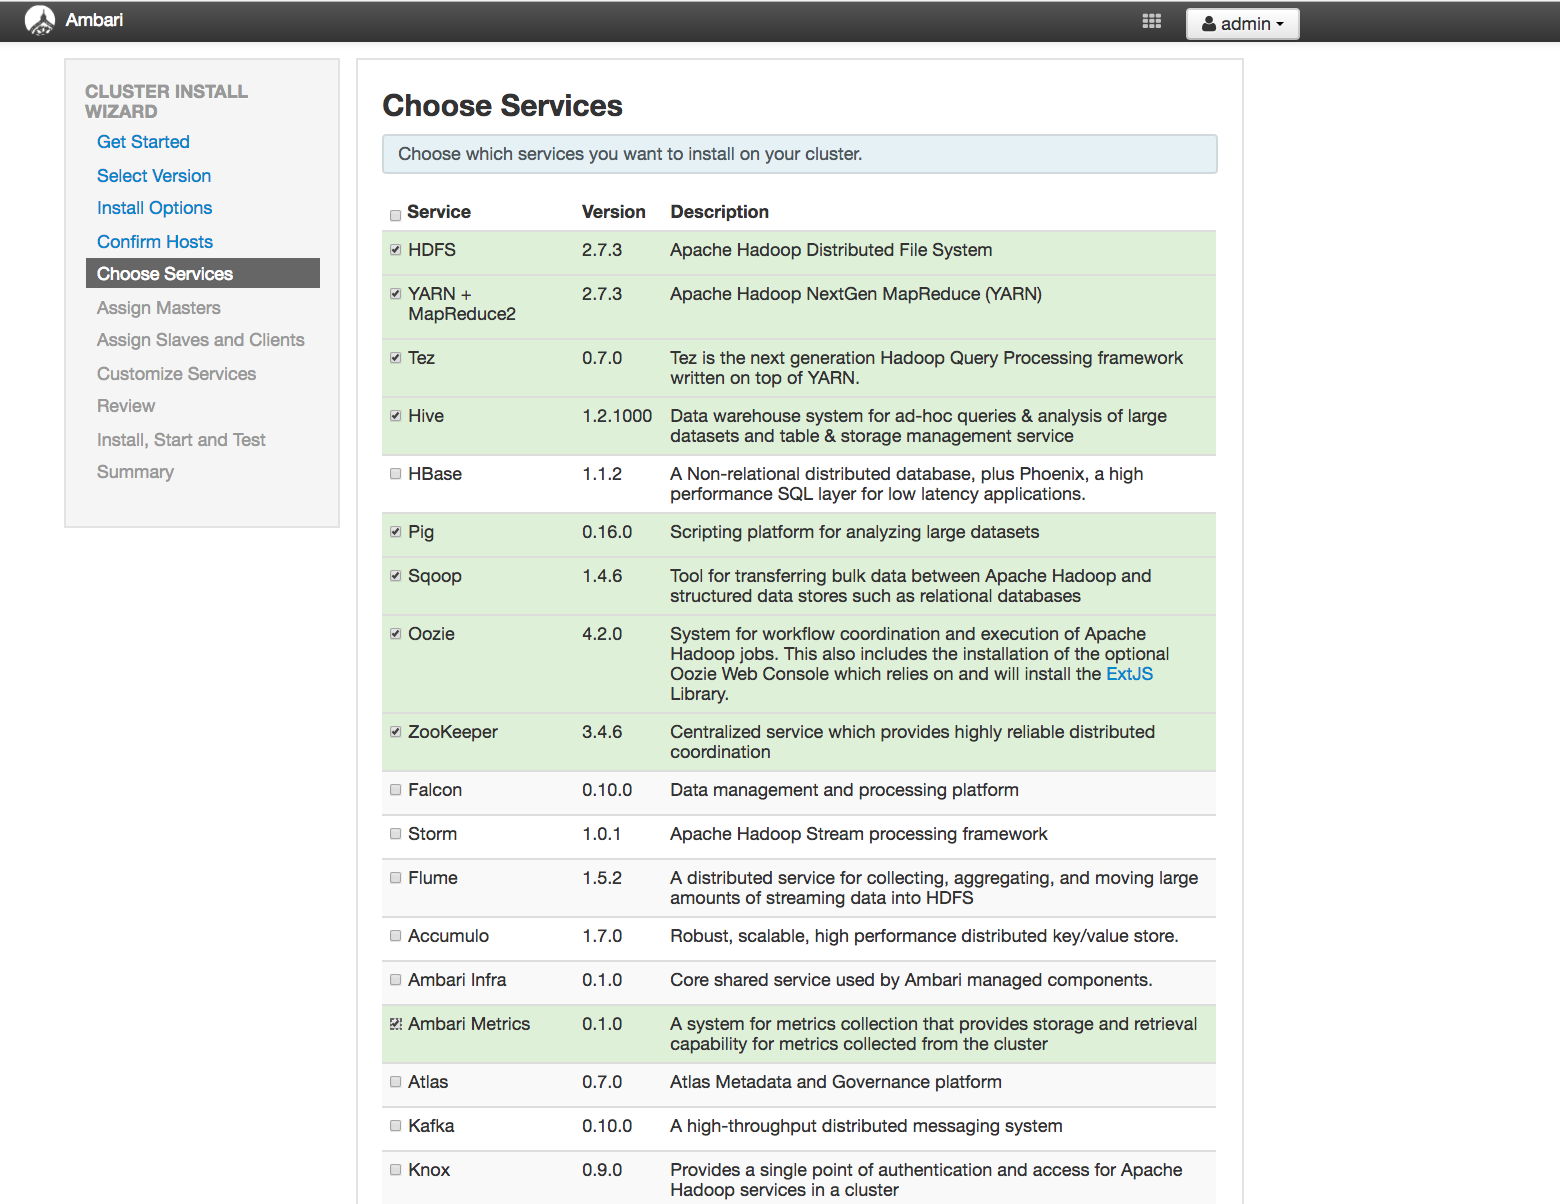 Ambari
admin
CLUSTER INSTALL
WIZARD
Get Started
Select Version
Install Options
Confirm Hosts
Choose Services
Assign Masters
Assign Slaves and Clients
Customize Services
Review
Install, Start and Test
Summary
Choose Services
Choose which services you want to install on your cluster.
Service Version Description
HDFS 2.7.3 Apache Hadoop Distributed File System
YARN + 2.7.3 Apache Hadoop NextGen MapReduce (YARN)
MapReduce2
Tez 0.7.0 Tez is the next generation Hadoop Query Processing framework
written on top of YARN.
Hive 1.2.1000 Data warehouse system for ad-hoc queries & analysis of large
datasets and table & storage management service
HBase 1.1.2 A Non-relational distributed database, plus Phoenix, a high
performance SQL layer for low latency applications.
Pig 0.16.0 Scripting platform for analyzing large datasets
Sqoop 1.4.6 Tool for transferring bulk data between Apache Hadoop and
structured data stores such as relational databases
Oozie 4.2.0 System for workflow coordination and execution of Apache
Hadoop jobs. This also includes the installation of the optional
Oozie Web Console which relies on and will install the ExtJS
Library.
ZooKeeper 3.4.6 Centralized service which provides highly reliable distributed
coordination
Falcon 0.10.0 Data management and processing platform
Storm 1.0.1 Apache Hadoop Stream processing framework
Flume 1.5.2 A distributed service for collecting, aggregating, and moving large
amounts of streaming data into HDFS
Accumulo 1.7.0 Robust, scalable, high performance distributed key/value store.
Ambari Infra 0.1.0 Core shared service used by Ambari managed components.
Ambari Metrics 0.1.0 A system for metrics collection that provides storage and retrieval
capability for metrics collected from the cluster
Atlas 0.7.0 Atlas Metadata and Governance platform
Kafka 0.10.0 A high-throughput distributed messaging system
Knox 0.9.0 Provides a single point of authentication and access for Apache
Hadoop services in a cluster